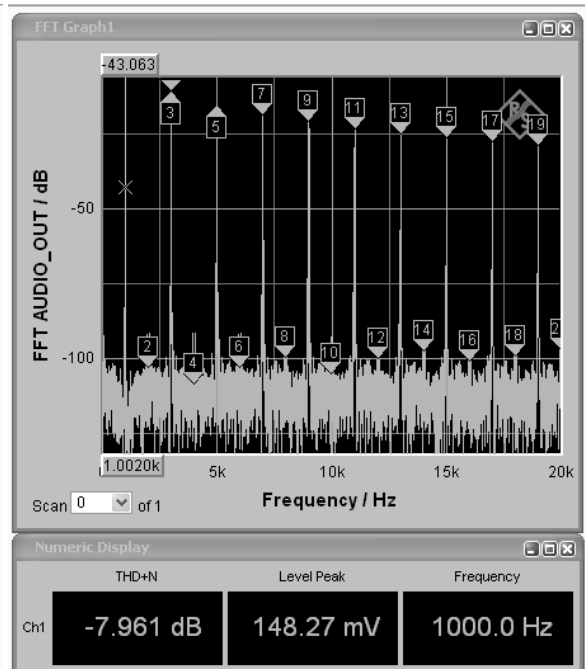 FFT Graph1
-43.063
3
5
7
9
11
13
15
17
R&S
19
FFT AUDIO_OUT / dB
-50
-100
2
4
6
8
10
12
14
16
18
2
1.0020k
5k
10k
15k
20k
Scan 0 of 1
Frequency / Hz
Numeric Display
THD+N Level Peak Frequency
Ch1 -7.961 dB 148.27 mV 1000.0 Hz